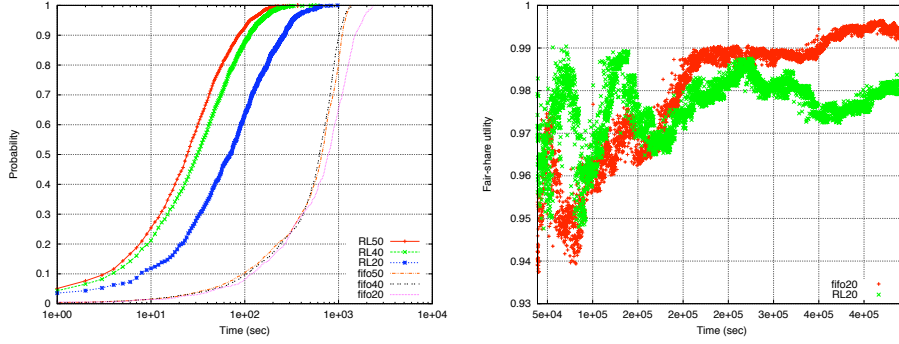 1
0.9
0.8
0.7
0.6
0.5
0.4
0.3
0.2
0.1
0
Probability
1e+00
1e+01
1e+02
1e+03
1e+04
Time (sec)
RL50
RL40
RL20
fifo50
fifo40
fifo20
1
0.99
0.98
0.97
0.96
0.95
0.94
0.93
Fair-share utility
5e+04
1e+05
1e+05
2e+05
2e+05
3e+05
4e+05
4e+05
Time (sec)
fifo20
RL20